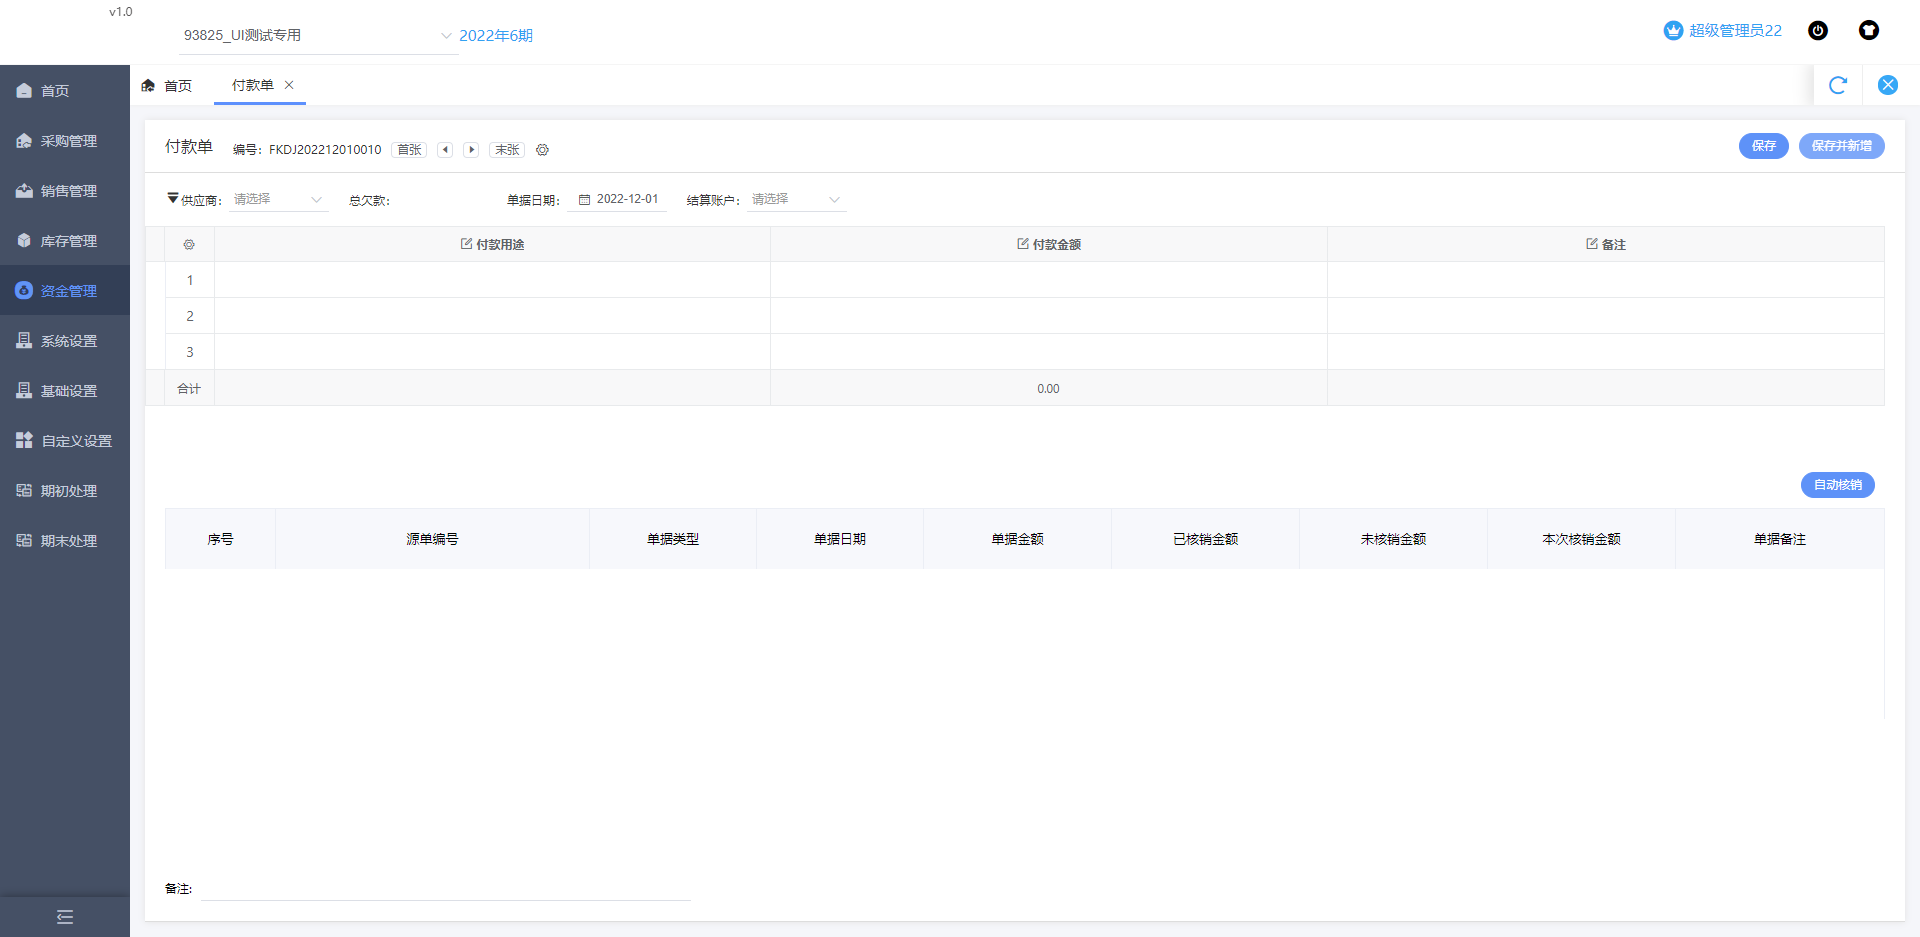 v1.0
93825_UI测试专用 2022年6期 超级管理员22
首页
采购管理
销售管理
库存管理
资金管理
系统设置
基础设置
自定义设置
期初处理
期末处理
首页 付款单
付款单 编号: FKDJ202212010010 首张 末张 保存 保存并新增
供应商: 请选择 总欠款: 单据日期: 2022-12-01 结算账户: 请选择
付款用途 付款金额 备注
1
2
3
合计 0.00
自动核销
序号 源单编号 单据类型 单据日期 单据金额 已核销金额 未核销金额 本次核销金额 单据备注
备注: